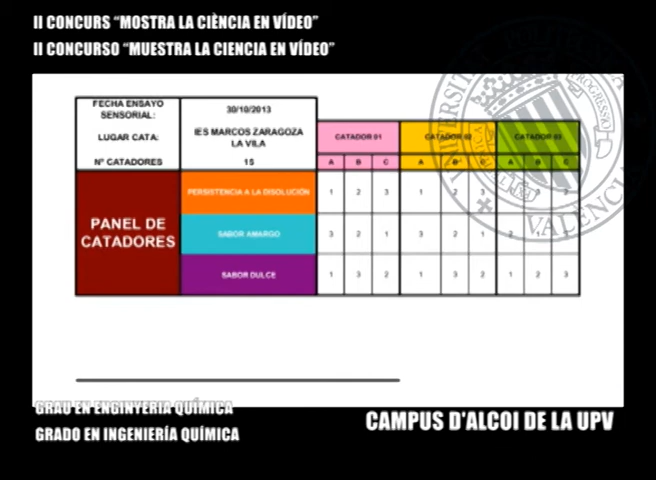 II CONCURS “MOSTRA LA CIÈNCIA EN VÍDEO”
II CONCURSO “MUESTRA LA CIENCIA EN VÍDEO”
FECHA ENSAYO SENSORIAL: 30/10/2013
LUGAR CATA: IES MARCOS ZARAGOZA LA VILA
Nº CATADORES 15
CATADOR 01 CATADOR 02 CATADOR 03
A B C A B C A B C
PANEL DE CATADORES
PERSISTENCIA A LA DISOLUCIÓN 1 2 3 1 2 3 3 2
SABOR AMARGO 3 2 1 3 2 1 2 1
SABOR DULCE 1 3 2 1 3 2 1 2 3
GRAU EN ENGINYERIA QUÍMICA
GRADO EN INGENIERÍA QUÍMICA
CAMPUS D'ALCOI DE LA UPV